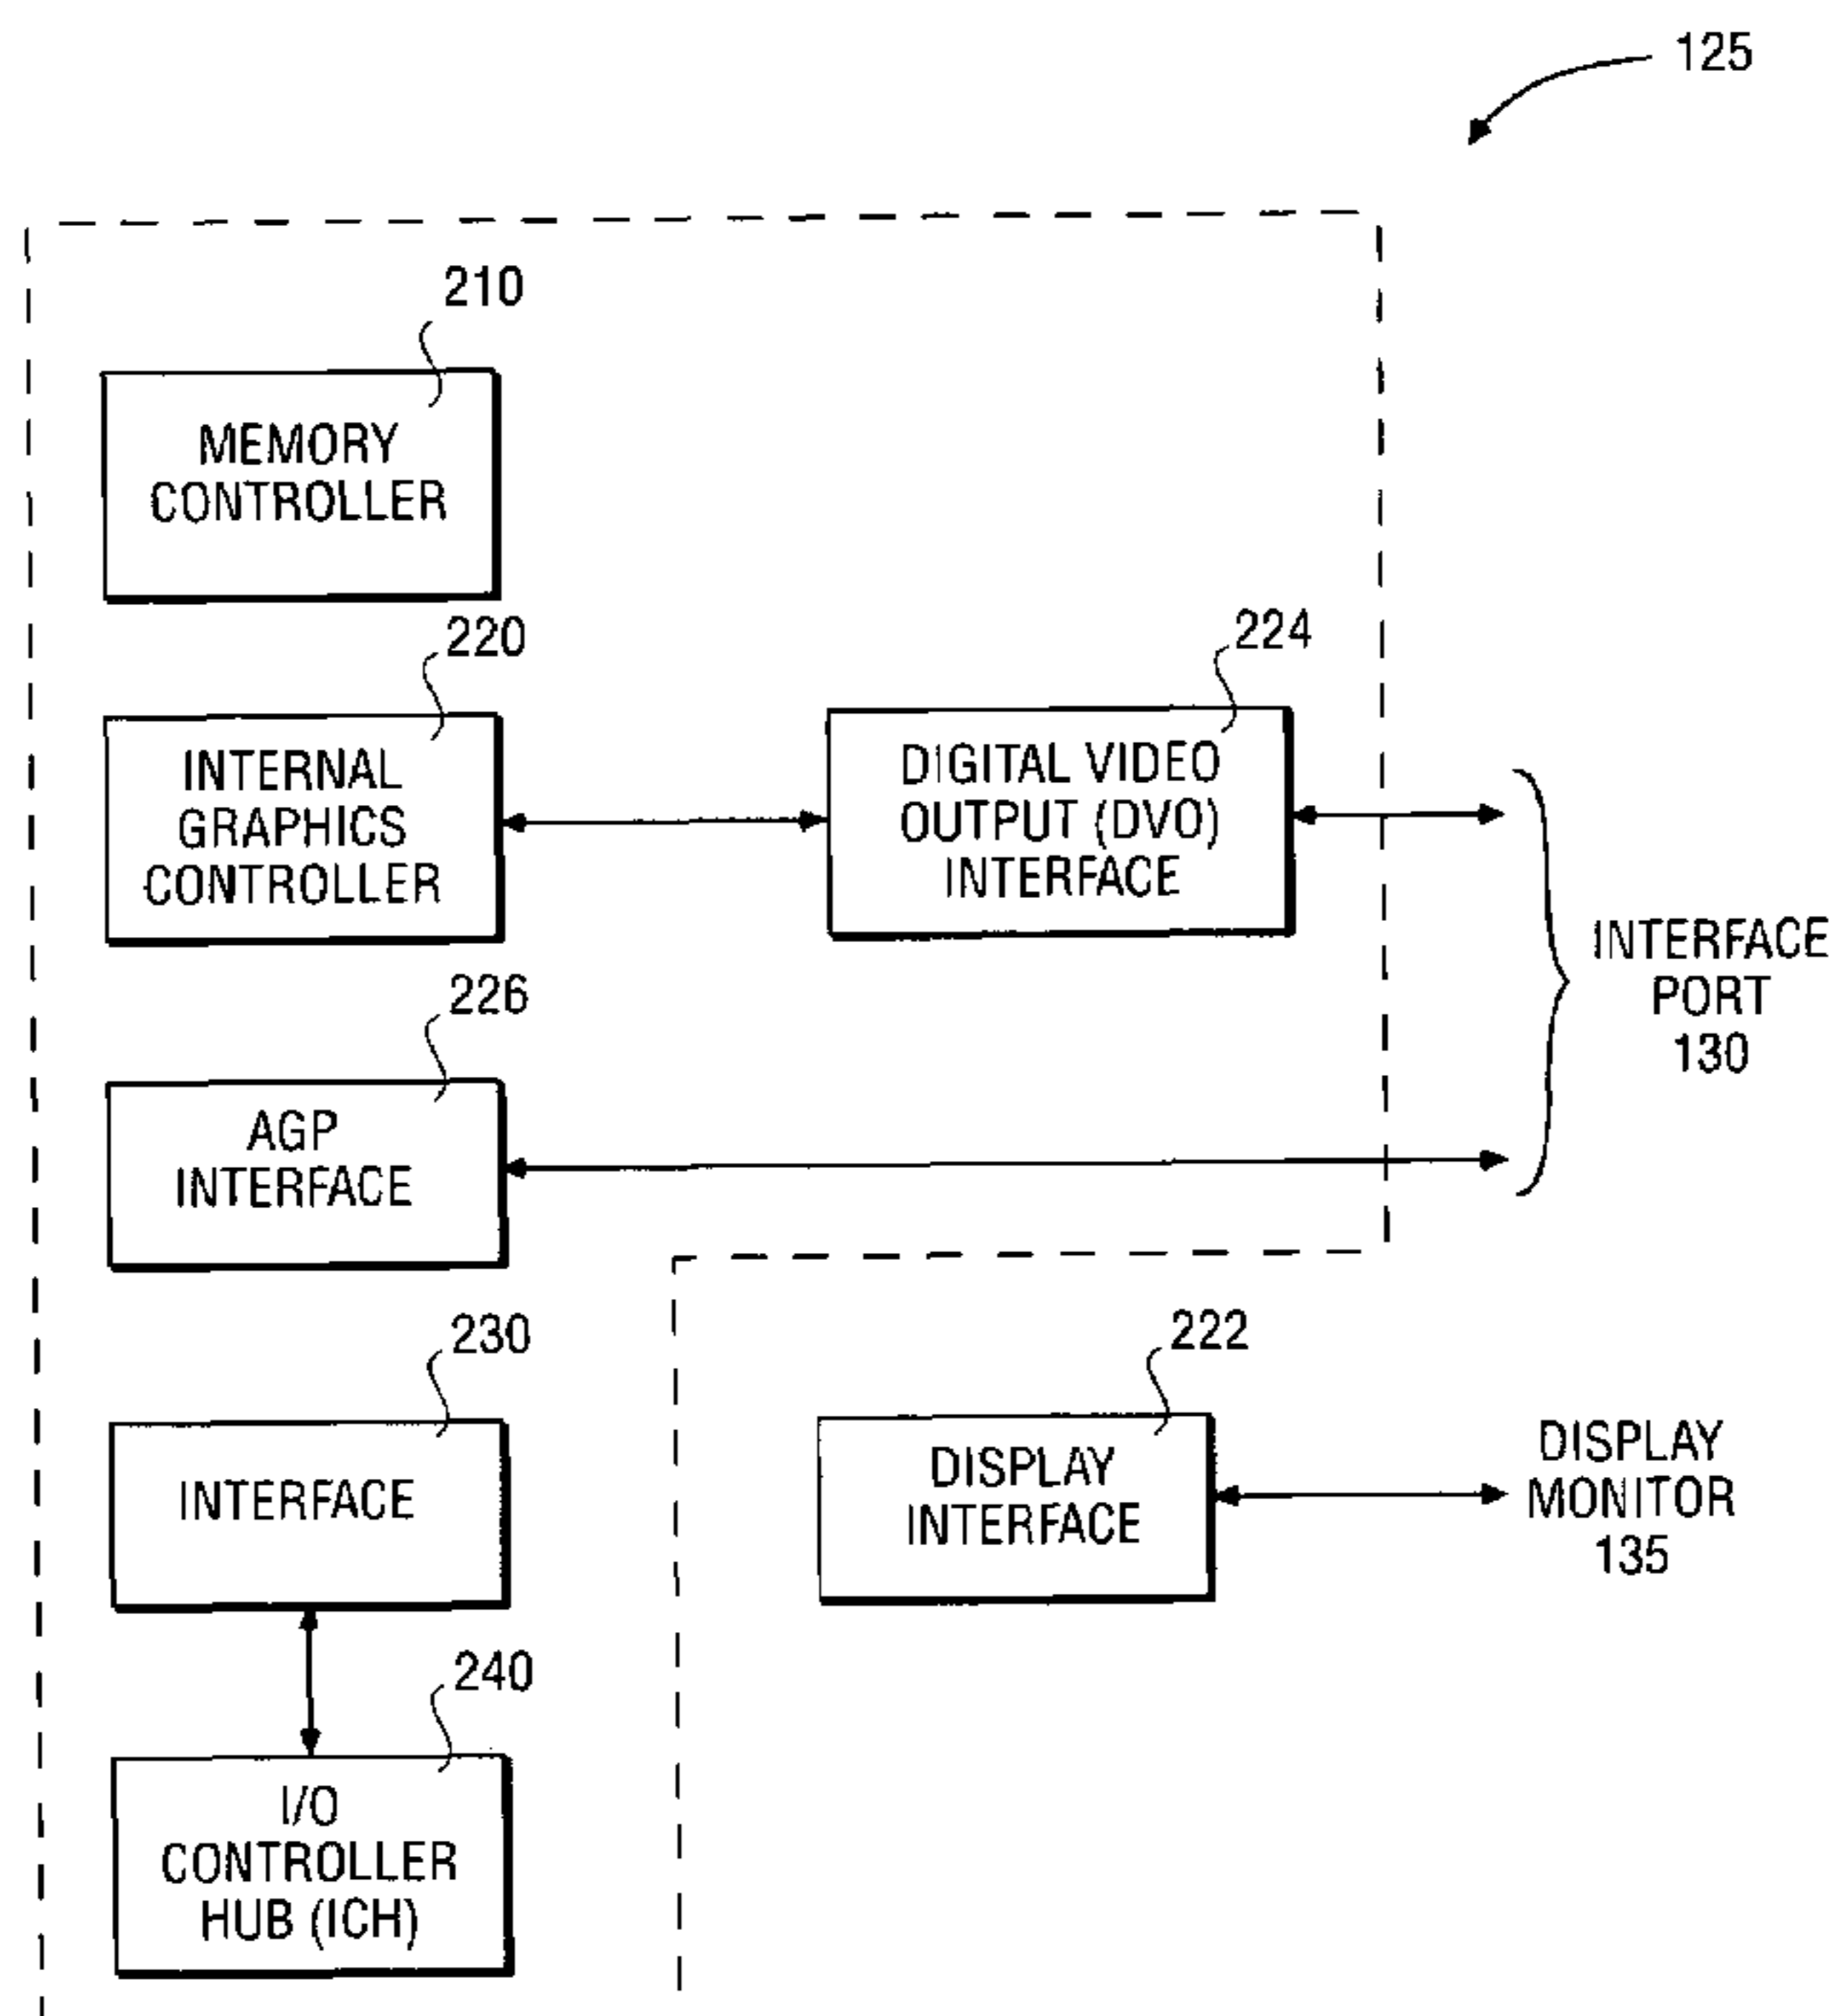 125
210
MEMORY
CONTROLLER
220
INTERNAL
GRAPHICS
CONTROLLER
224
DIGITAL VIDEO
OUTPUT (DVO)
INTERFACE
INTERFACE
PORT
130
226
AGP
INTERFACE
230
INTERFACE
222
DISPLAY
INTERFACE
DISPLAY
MONITOR
135
240
I/O
CONTROLLER
HUB (ICH)